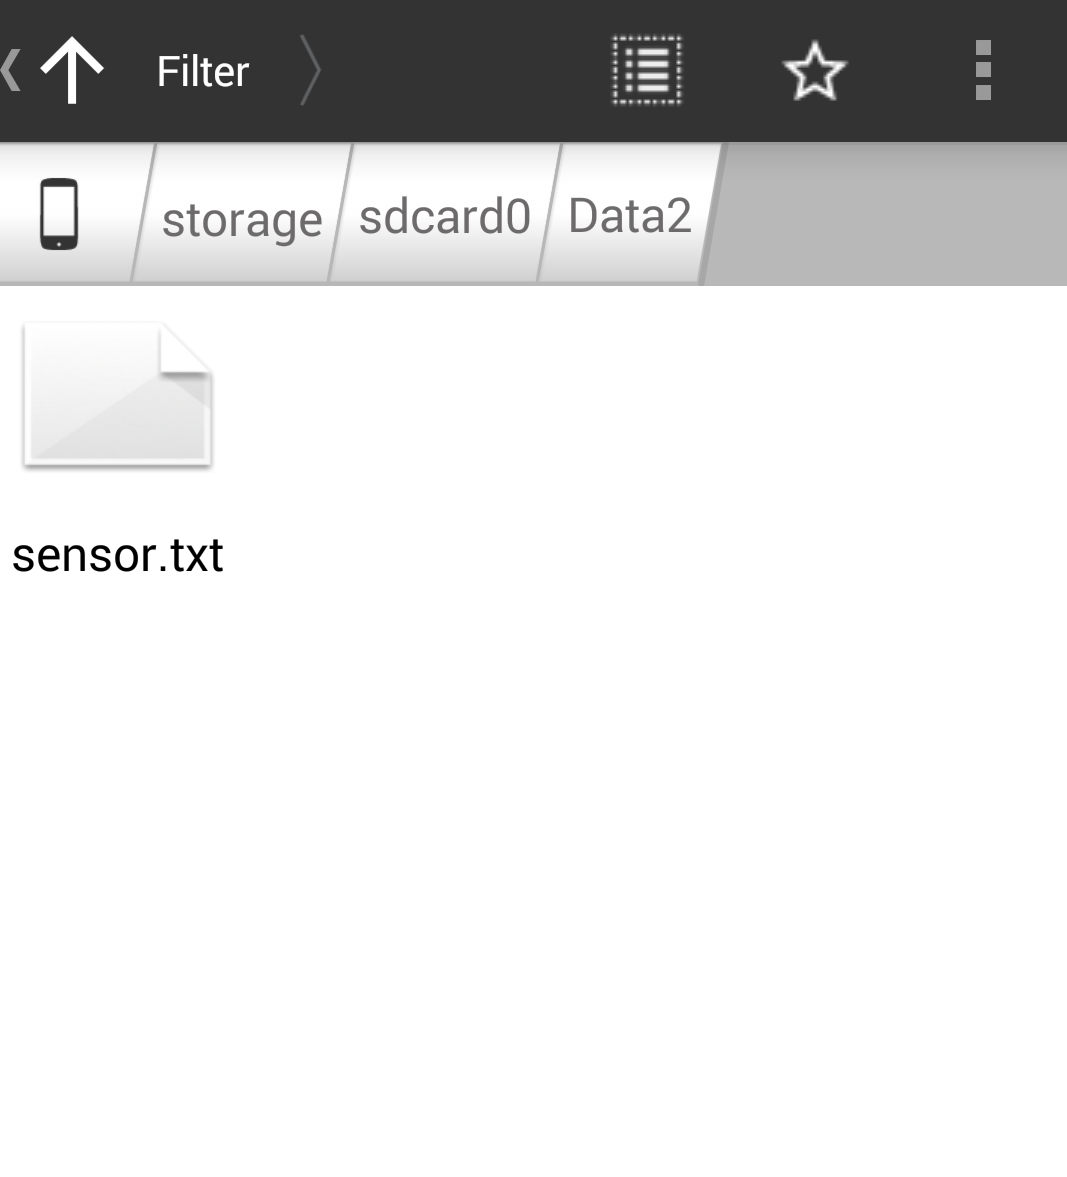 Filter
storage sdcard0 Data2
sensor.txt